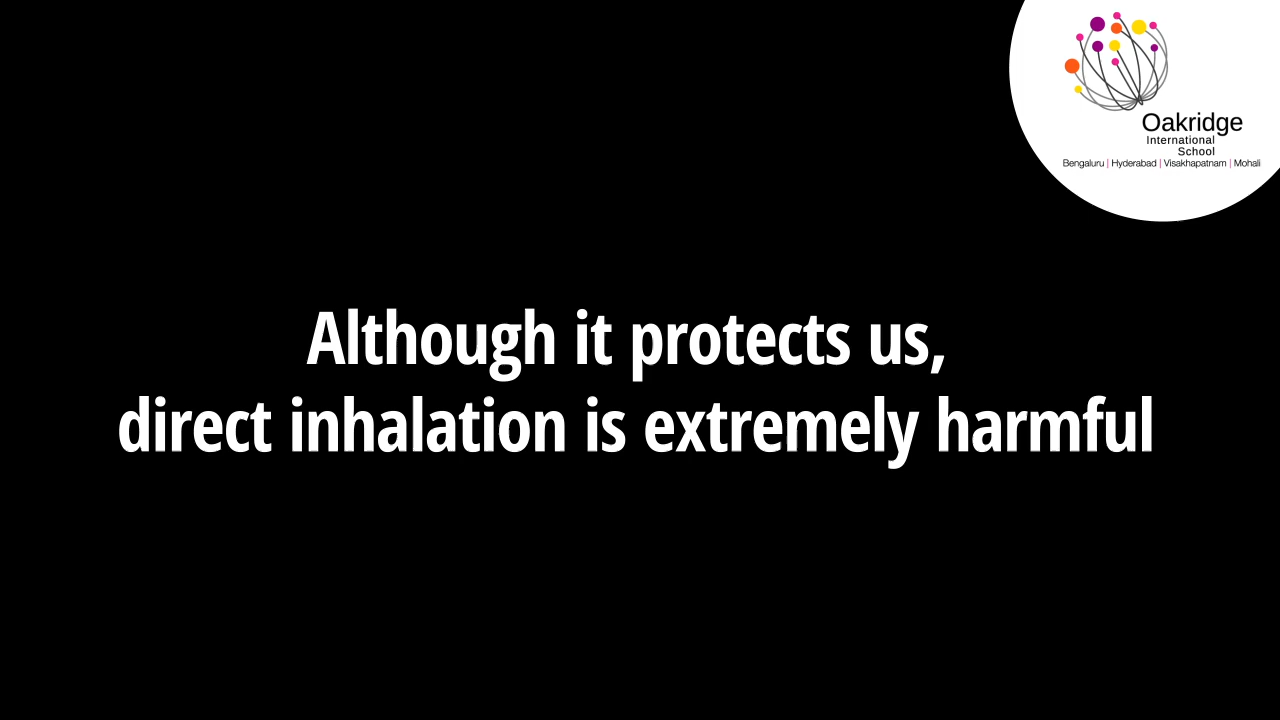 Oakridge
International
School
Bengaluru | Hyderabad | Visakhapatnam | Mohali
Although it protects us,
direct inhalation is extremely harmful